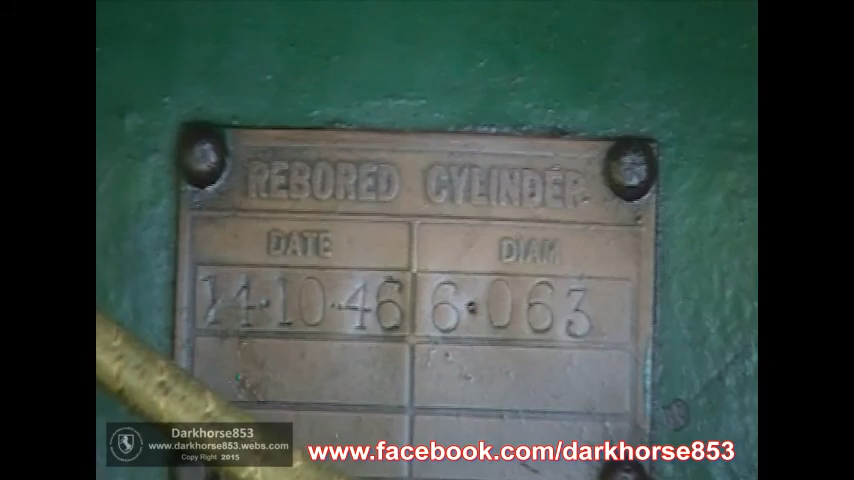 REBORED CYLINDER
DATE DIAM
14·10·46 6·063
Darkhorse853
www.darkhorse853.webs.com
Copy Right 2015
www.facebook.com/darkhorse853